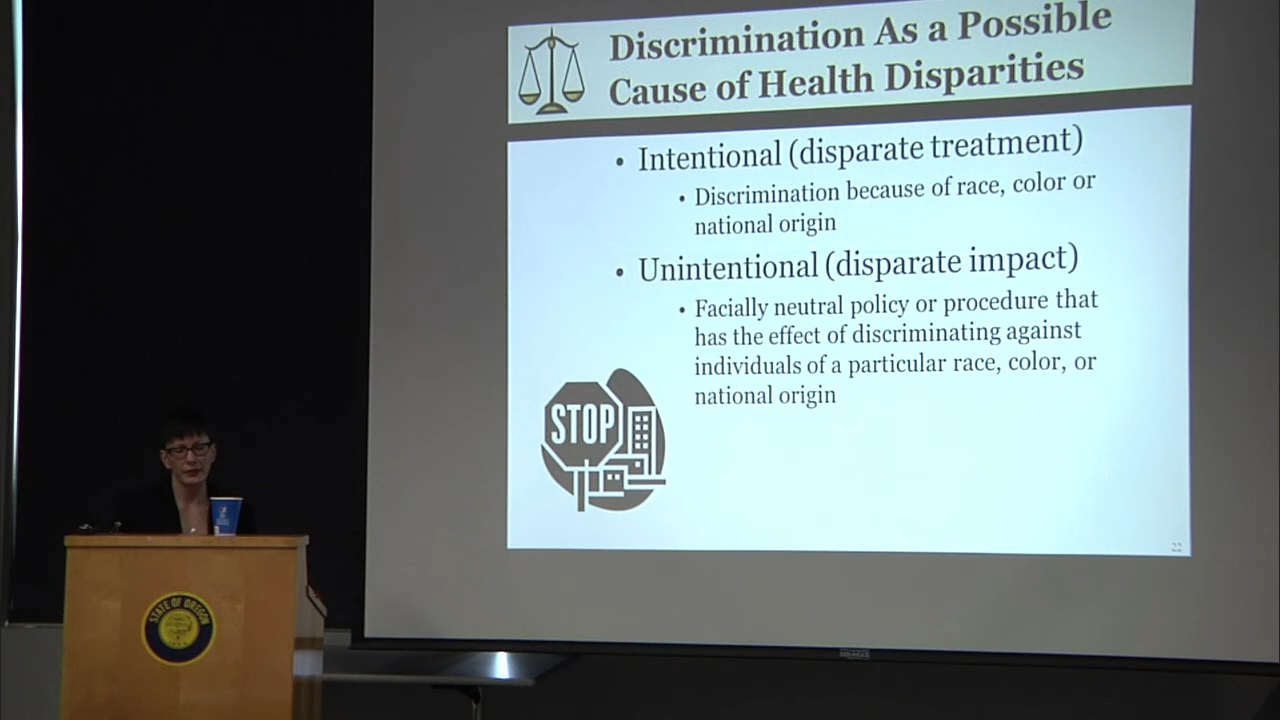 Discrimination As a Possible
Cause of Health Disparities
• Intentional (disparate treatment)
• Discrimination because of race, color or
national origin
• Unintentional (disparate impact)
• Facially neutral policy or procedure that
has the effect of discriminating against
individuals of a particular race, color, or
national origin
STOP
22
STATE OF OREGON